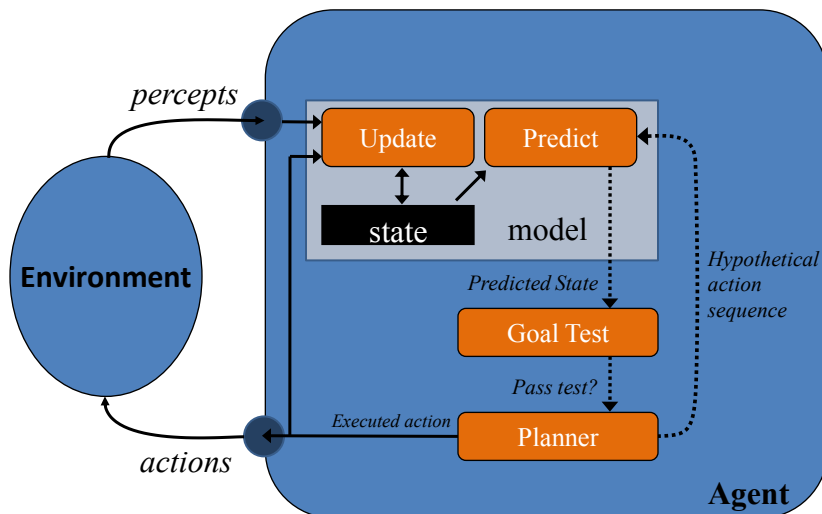 percepts
Update
Predict
state
model
Environment
Predicted State
Hypothetical
action
sequence
Goal Test
Pass test?
Executed action
Planner
actions
Agent